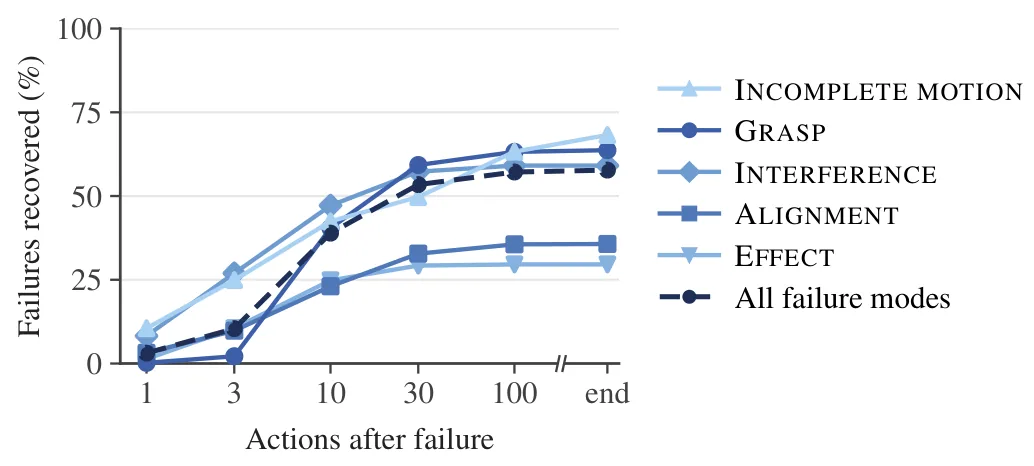 100
75
50
25
0
Failures recovered (%)
1 3 10 30 100 end
Actions after failure
INCOMPLETE MOTION
GRASP
INTERFERENCE
ALIGNMENT
EFFECT
All failure modes